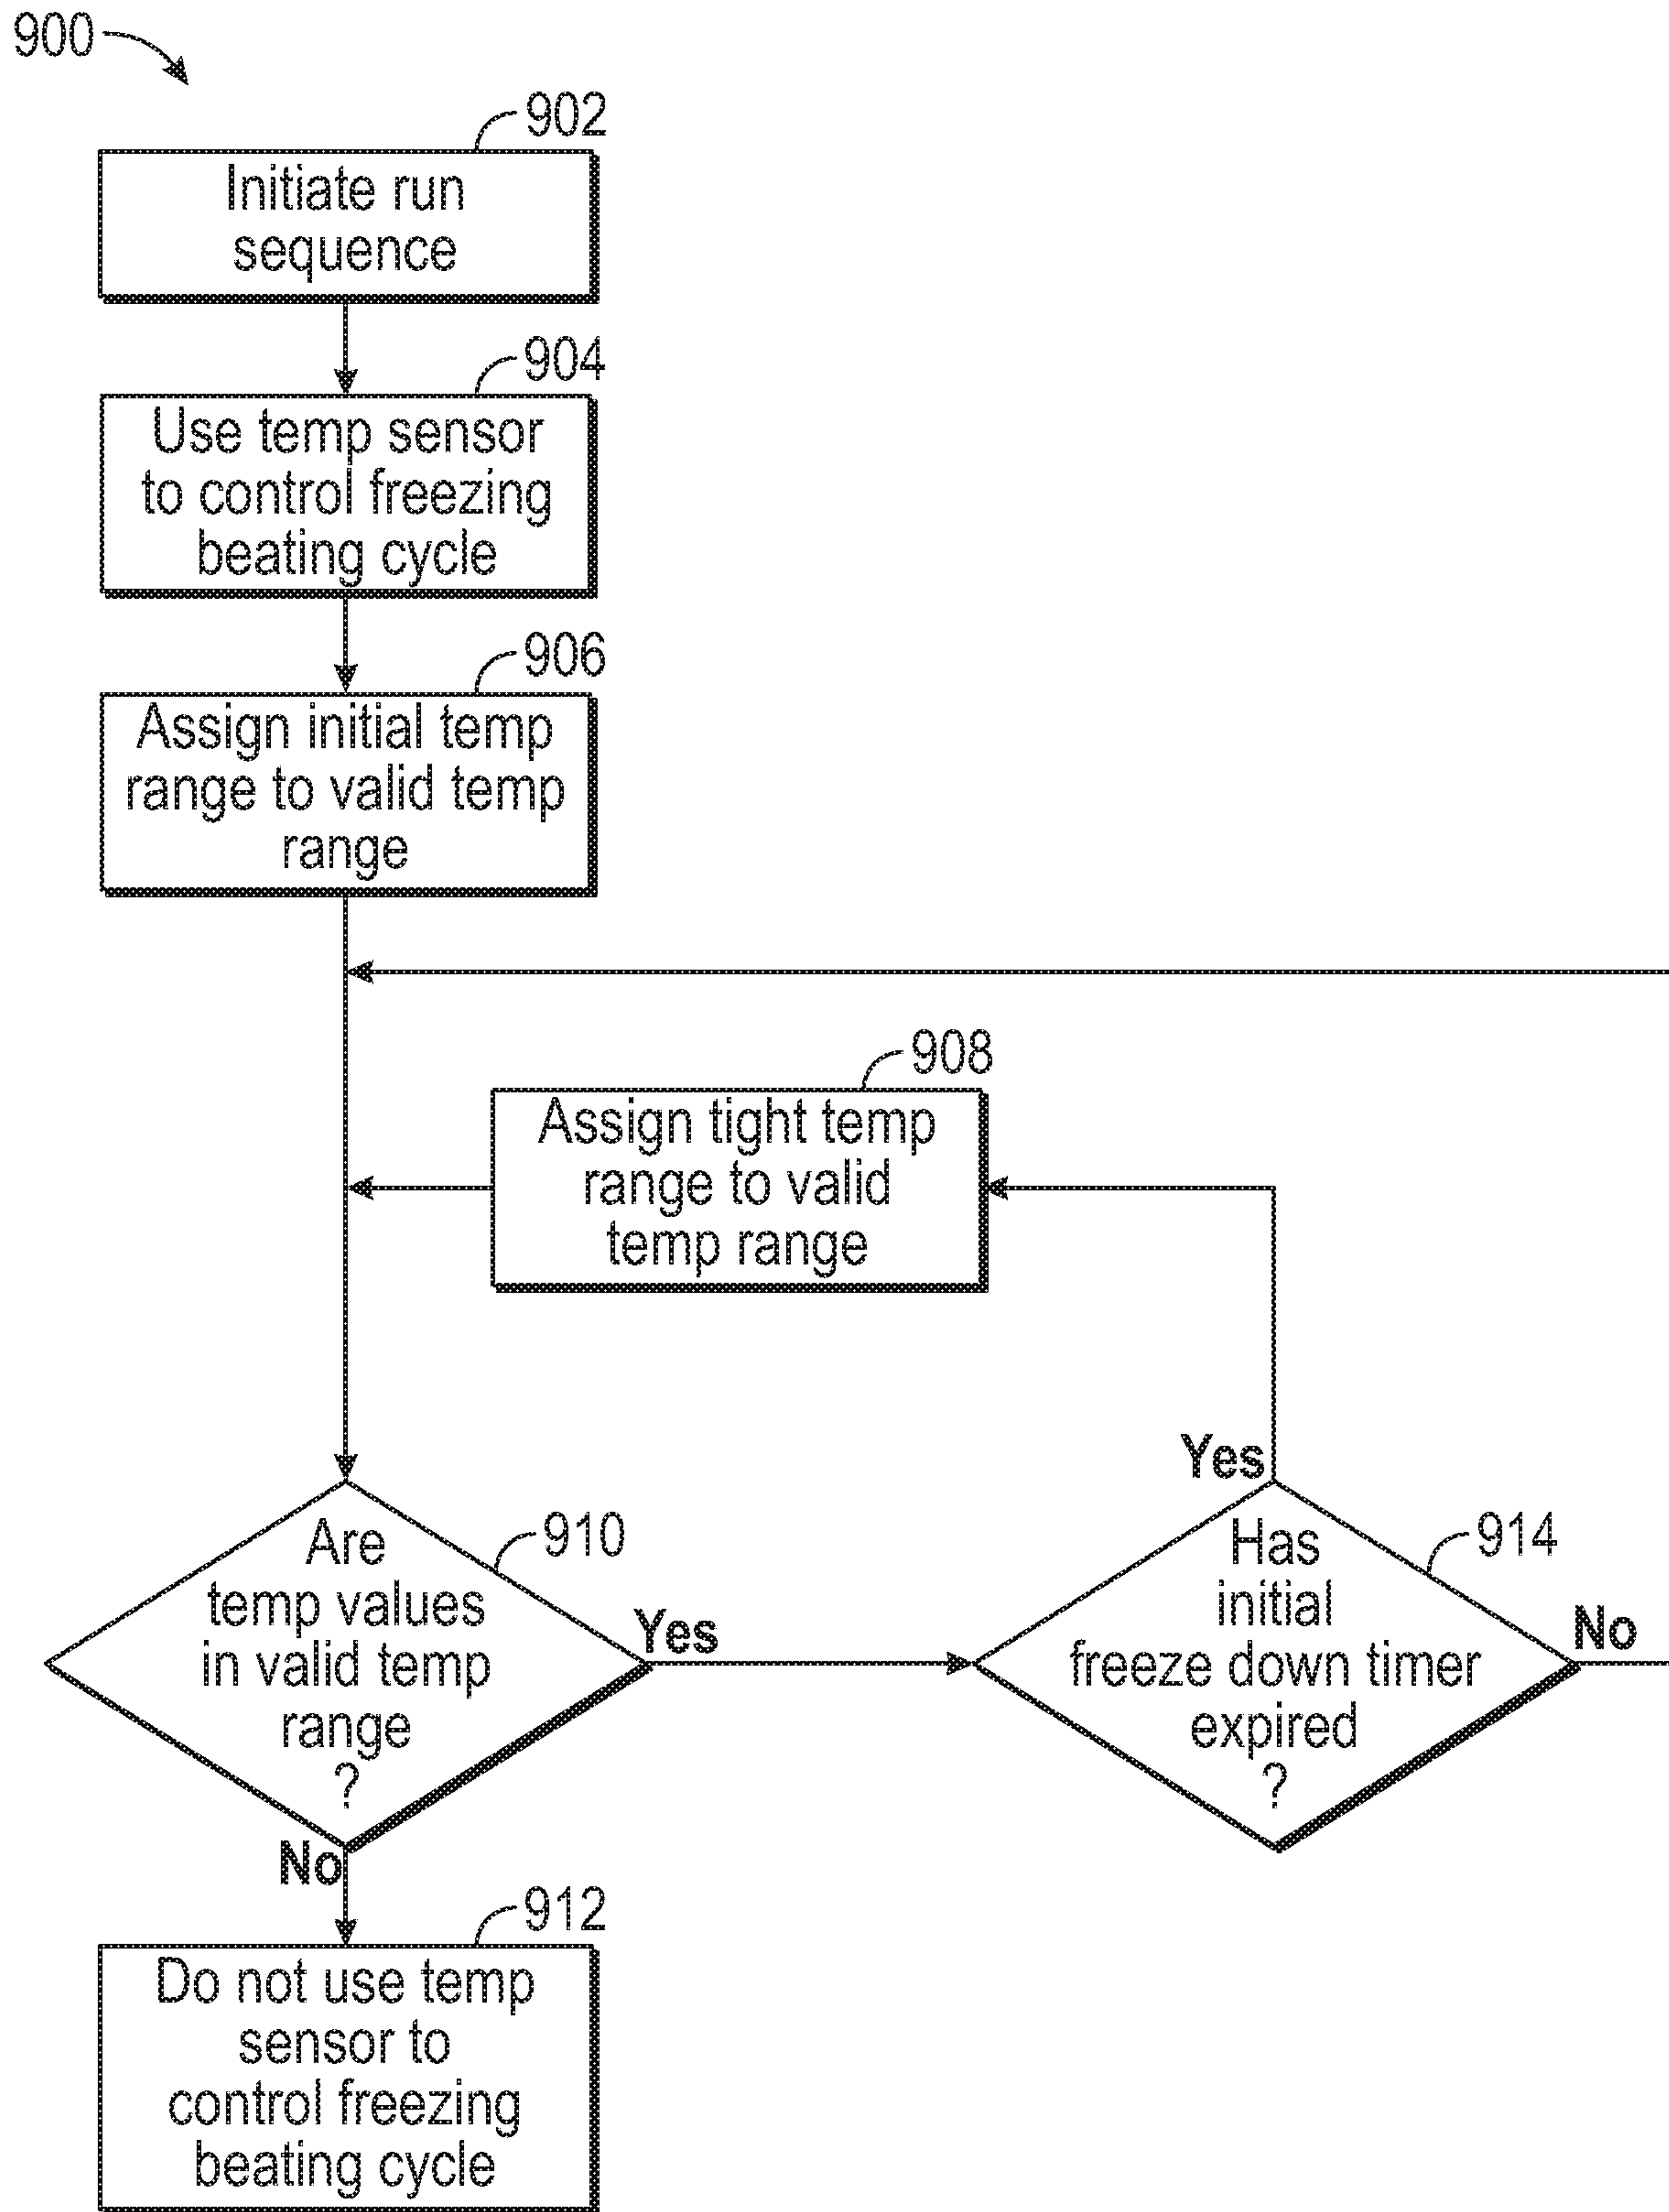 900
902
Initiate run
sequence
904
Use temp sensor
to control freezing
beating cycle
906
Assign initial temp
range to valid temp
range
908
Assign tight temp
range to valid
temp range
910
Are
temp values
in valid temp
range
?
Yes
No
914
Has
initial
freeze down timer
expired
?
Yes
No
912
Do not use temp
sensor to
control freezing
beating cycle